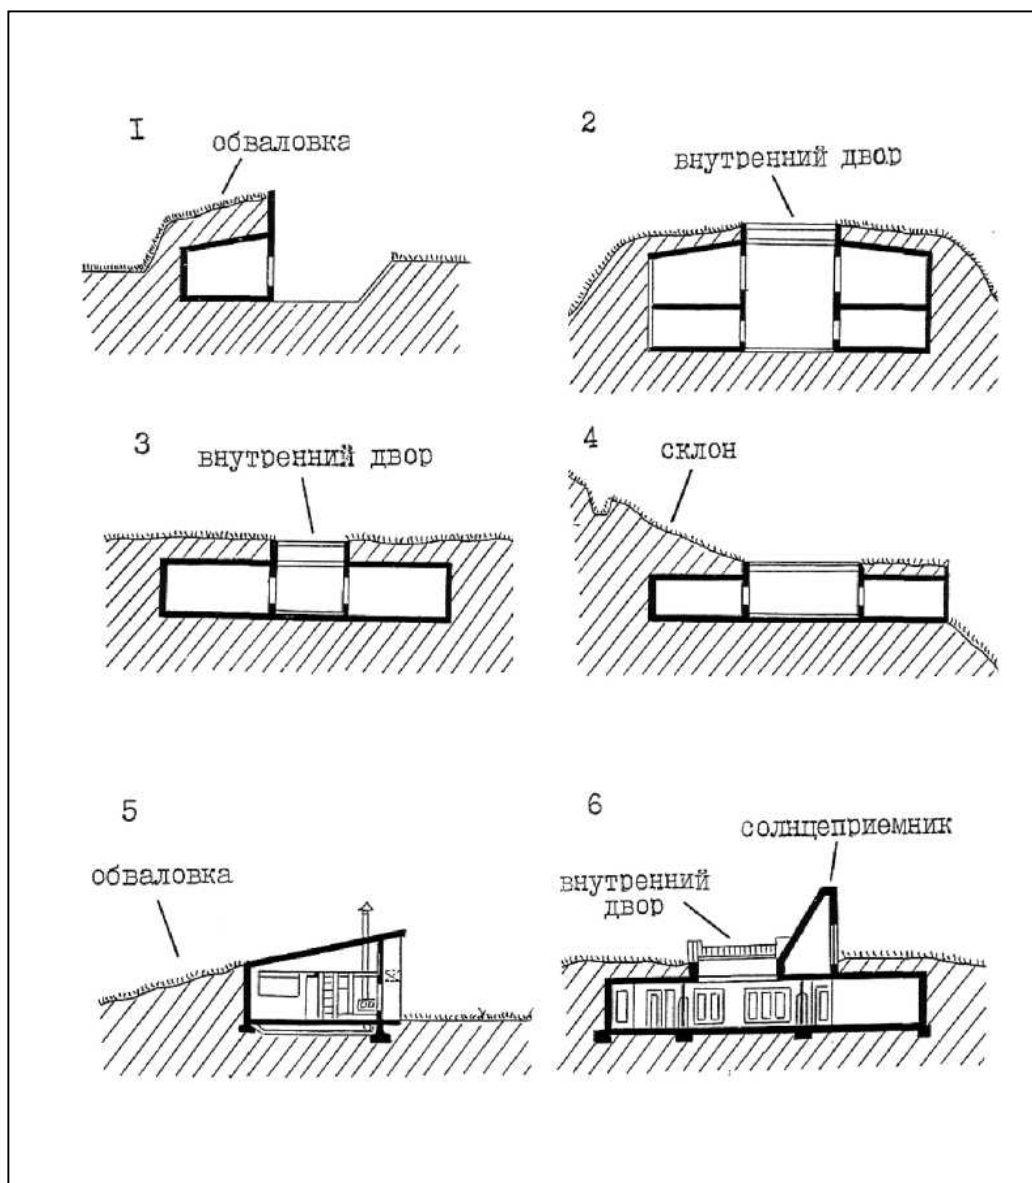 I
обваловка
2
внутренний двор
3
внутренний двор
4
склон
5
обваловка
6
солнцеприемник
внутренний
двор